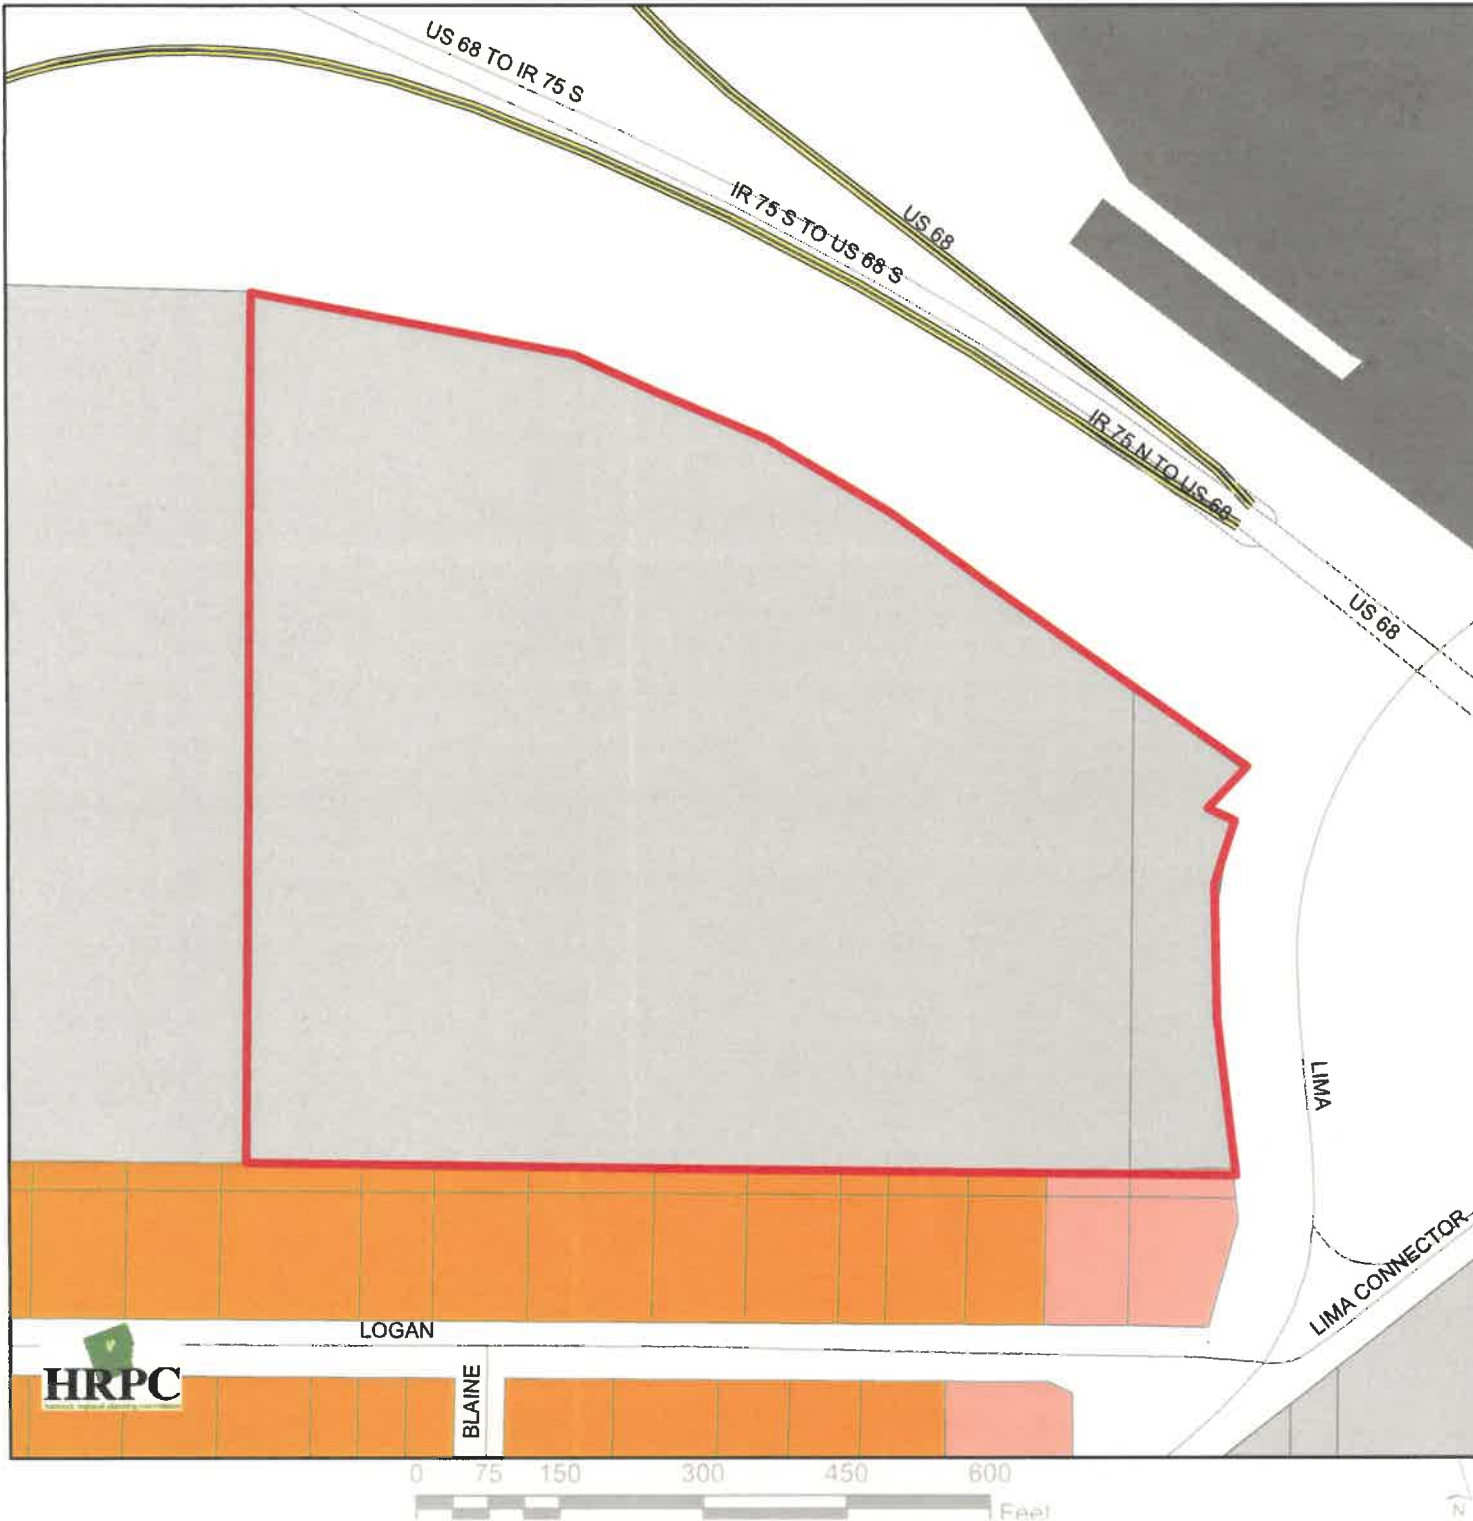 US 68 TO IR 75 S
IR 75 S TO US 68 S
US 68
IR 75 N TO US 68
US 68
LIMA
LIMA CONNECTOR
LOGAN
BLAINE
HRPC
0 75 150 300 450 600
Feet
N